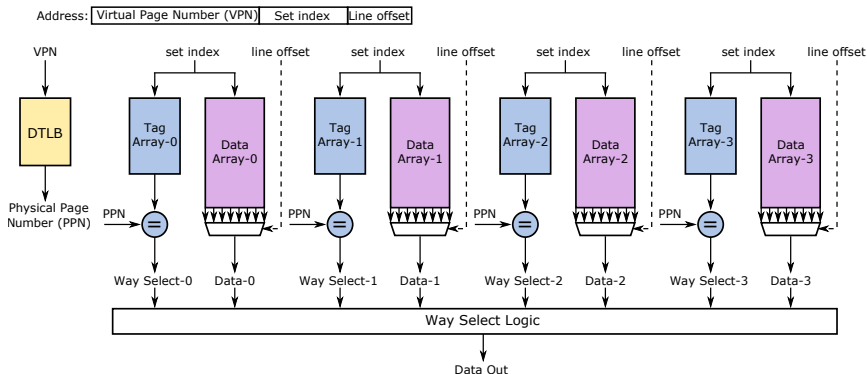 Address: Virtual Page Number (VPN) Set index Line offset
VPN set index line offset set index line offset set index line offset set index line offset
DTLB
Tag Array-0
Data Array-0
Tag Array-1
Data Array-1
Tag Array-2
Data Array-2
Tag Array-3
Data Array-3
Physical Page Number (PPN)
PPN = PPN = PPN = PPN =
Way Select-0 Data-0 Way Select-1 Data-1 Way Select-2 Data-2 Way Select-3 Data-3
Way Select Logic
Data Out